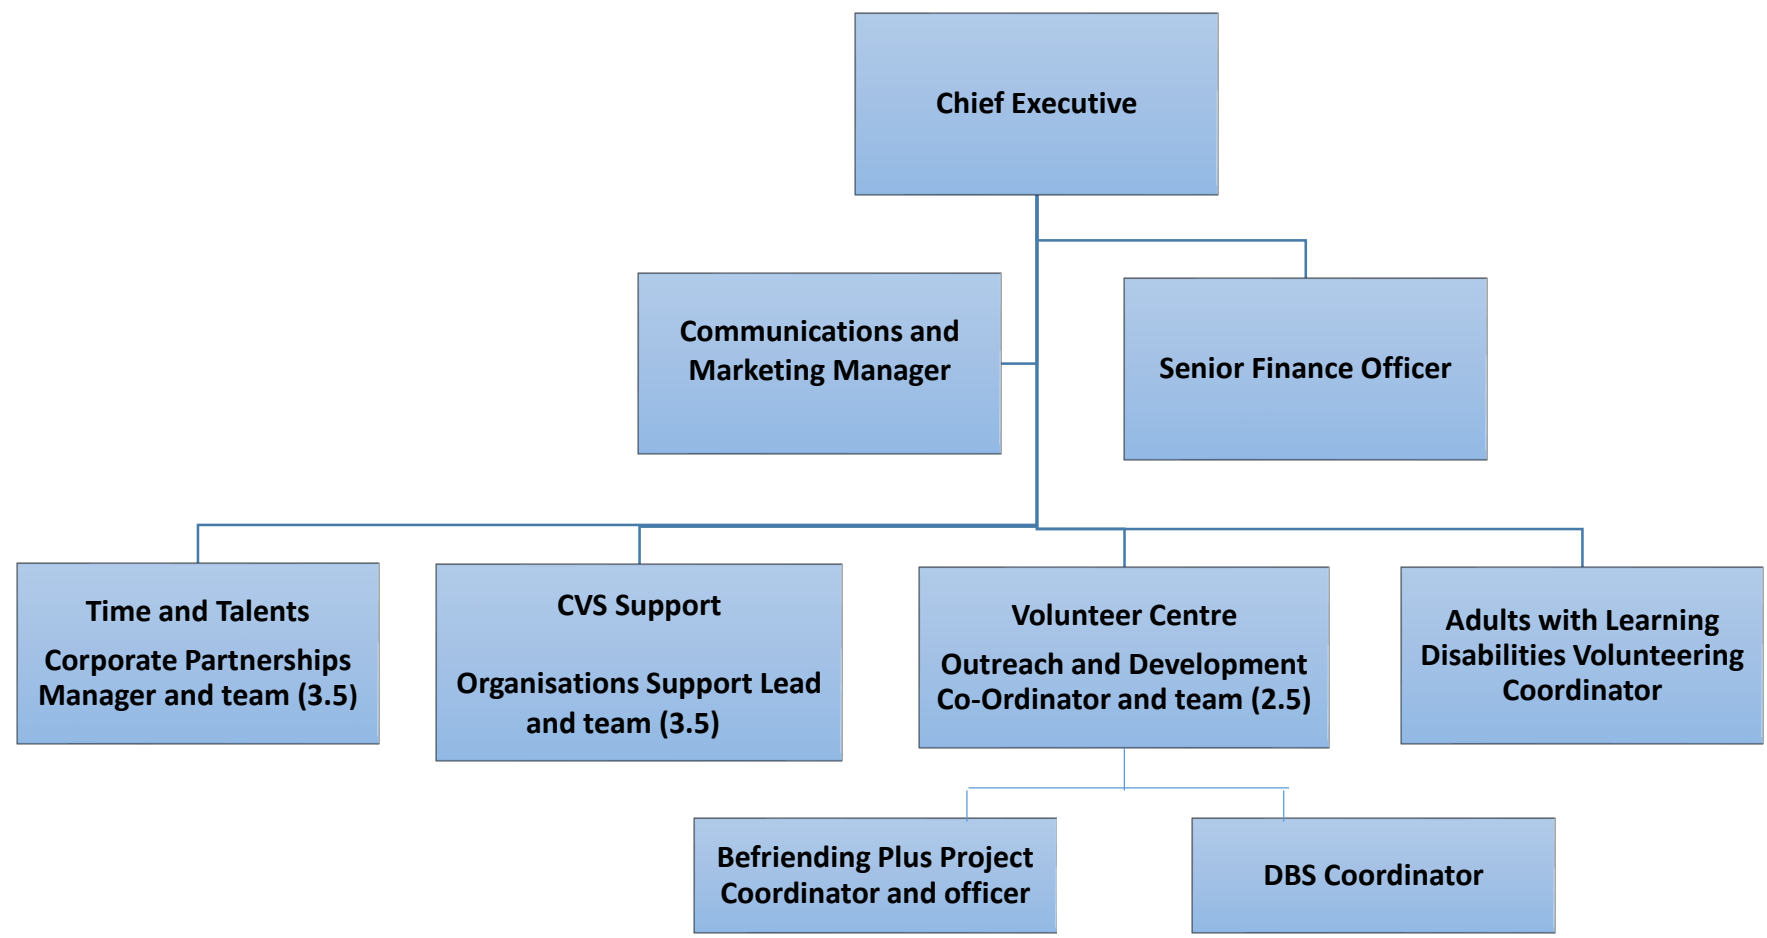 Chief Executive
Communications and
Marketing Manager
Senior Finance Officer
Time and Talents
Corporate Partnerships
Manager and team (3.5)
CVS Support
Organisations Support Lead
and team (3.5)
Volunteer Centre
Outreach and Development
Co-Ordinator and team (2.5)
Adults with Learning
Disabilities Volunteering
Coordinator
Befriending Plus Project
Coordinator and officer
DBS Coordinator